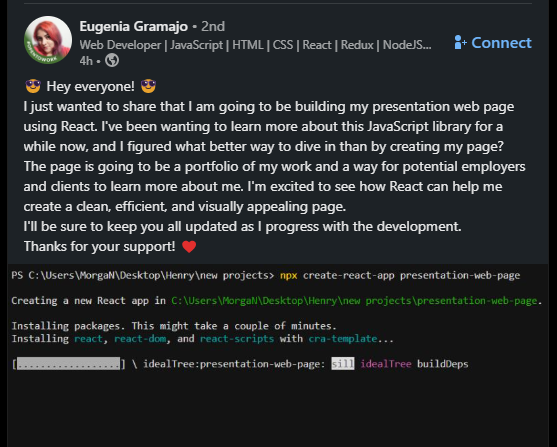 Eugenia Gramajo • 2nd
Web Developer | JavaScript | HTML | CSS | React | Redux | NodeJS...
4h •
Connect
Hey everyone!
I just wanted to share that I am going to be building my presentation web page
using React. I've been wanting to learn more about this JavaScript library for a
while now, and I figured what better way to dive in than by creating my page?
The page is going to be a portfolio of my work and a way for potential employers
and clients to learn more about me. I'm excited to see how React can help me
create a clean, efficient, and visually appealing page.
I'll be sure to keep you all updated as I progress with the development.
Thanks for your support! ♥
PS C:\Users\MorgaN\Desktop\Henry\new projects> npx create-react-app presentation-web-page
Creating a new React app in C:\Users\MorgaN\Desktop\Henry\new projects\presentation-web-page.
Installing packages. This might take a couple of minutes.
Installing react, react-dom, and react-scripts with cra-template...
[..................] \ idealTree:presentation-web-page: sill idealTree buildDeps